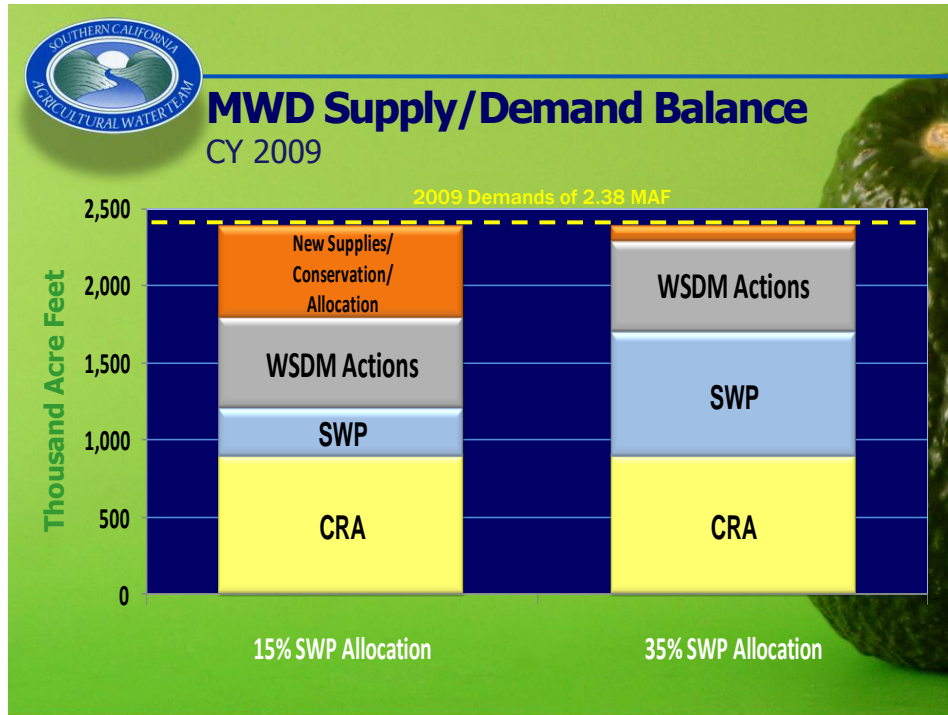 SOUTHERN CALIFORNIA
AGRICULTURAL WATER TEAM
MWD Supply/Demand Balance
CY 2009
2009 Demands of 2.38 MAF
Thousand Acre Feet
2,500
2,000
1,500
1,000
500
0
New Supplies/
Conservation/
Allocation
WSDM Actions
SWP
CRA
WSDM Actions
SWP
CRA
15% SWP Allocation
35% SWP Allocation